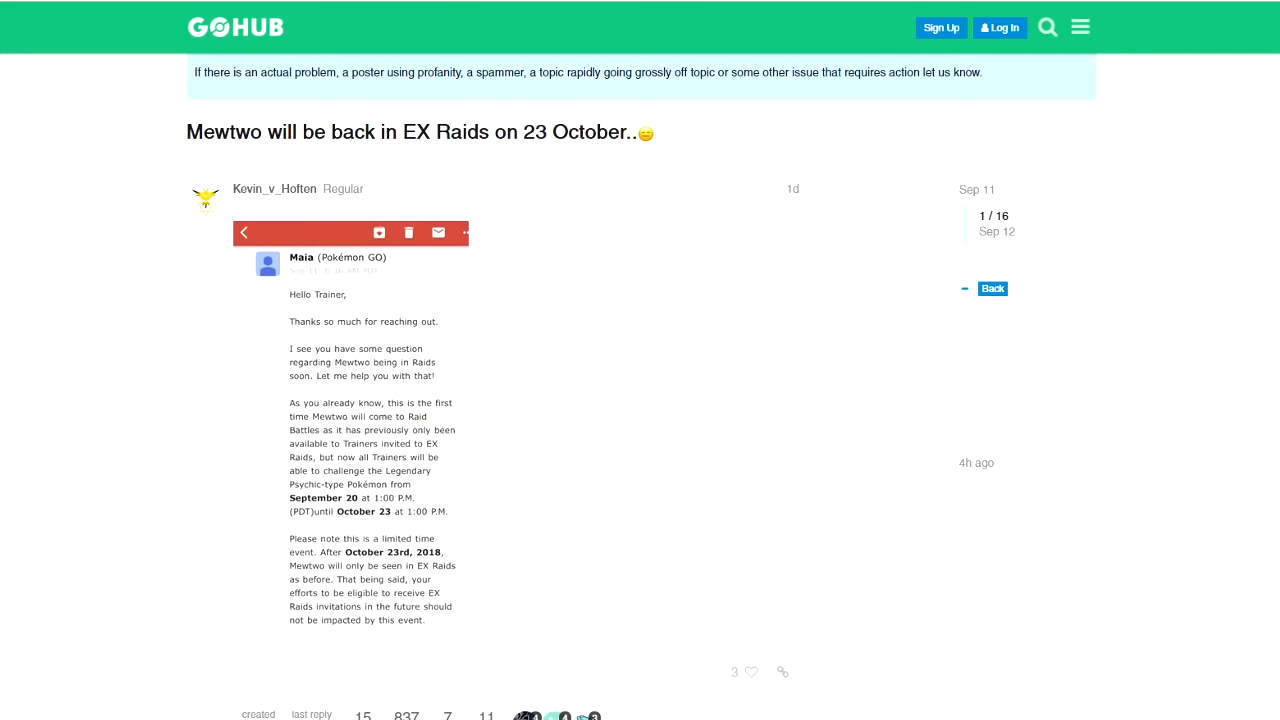 GOHUB
Sign Up
Log In
If there is an actual problem, a poster using profanity, a spammer, a topic rapidly going grossly off topic or some other issue that requires action let us know.
Mewtwo will be back in EX Raids on 23 October..
Kevin_v_Hoften Regular
1d
Sep 11
1 / 16
Sep 12
Back
4h ago
Maia (Pokémon GO)
Sep 11, 6:16 AM PDT
Hello Trainer,
Thanks so much for reaching out.
I see you have some question
regarding Mewtwo being in Raids
soon. Let me help you with that!
As you already know, this is the first
time Mewtwo will come to Raid
Battles as it has previously only been
available to Trainers invited to EX
Raids, but now all Trainers will be
able to challenge the Legendary
Psychic-type Pokémon from
September 20 at 1:00 P.M.
(PDT)until October 23 at 1:00 P.M.
Please note this is a limited time
event. After October 23rd, 2018,
Mewtwo will only be seen in EX Raids
as before. That being said, your
efforts to be eligible to receive EX
Raids invitations in the future should
not be impacted by this event.
3
created last reply 15 837 7 11 4 4 3